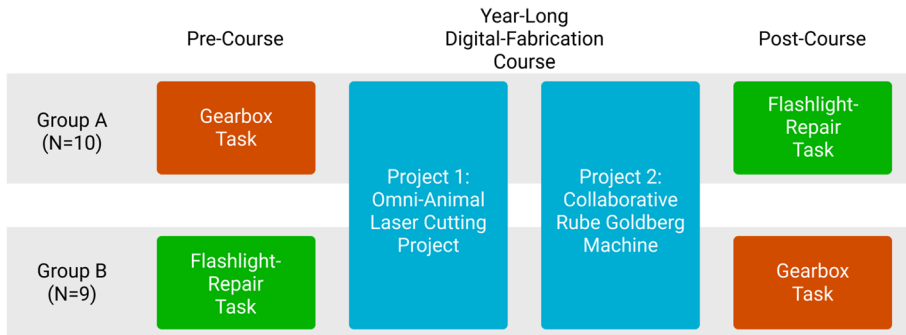 Pre-Course
Year-Long
Digital-Fabrication
Course
Post-Course
Group A
(N=10)
Gearbox
Task
Flashlight-
Repair
Task
Project 1:
Omni-Animal
Laser Cutting
Project
Project 2:
Collaborative
Rube Goldberg
Machine
Group B
(N=9)
Flashlight-
Repair
Task
Gearbox
Task